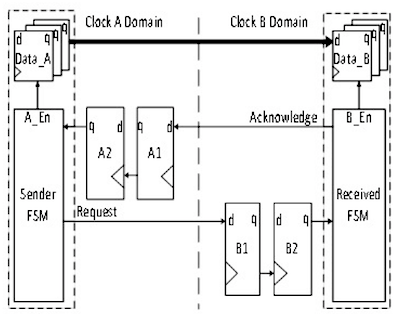 Clock A Domain Clock B Domain
d q d q
Data_A Data_B
A_En Acknowledge B_En
q d q d
A2 A1
Sender FSM Received FSM
Request d q d q
B1 B2